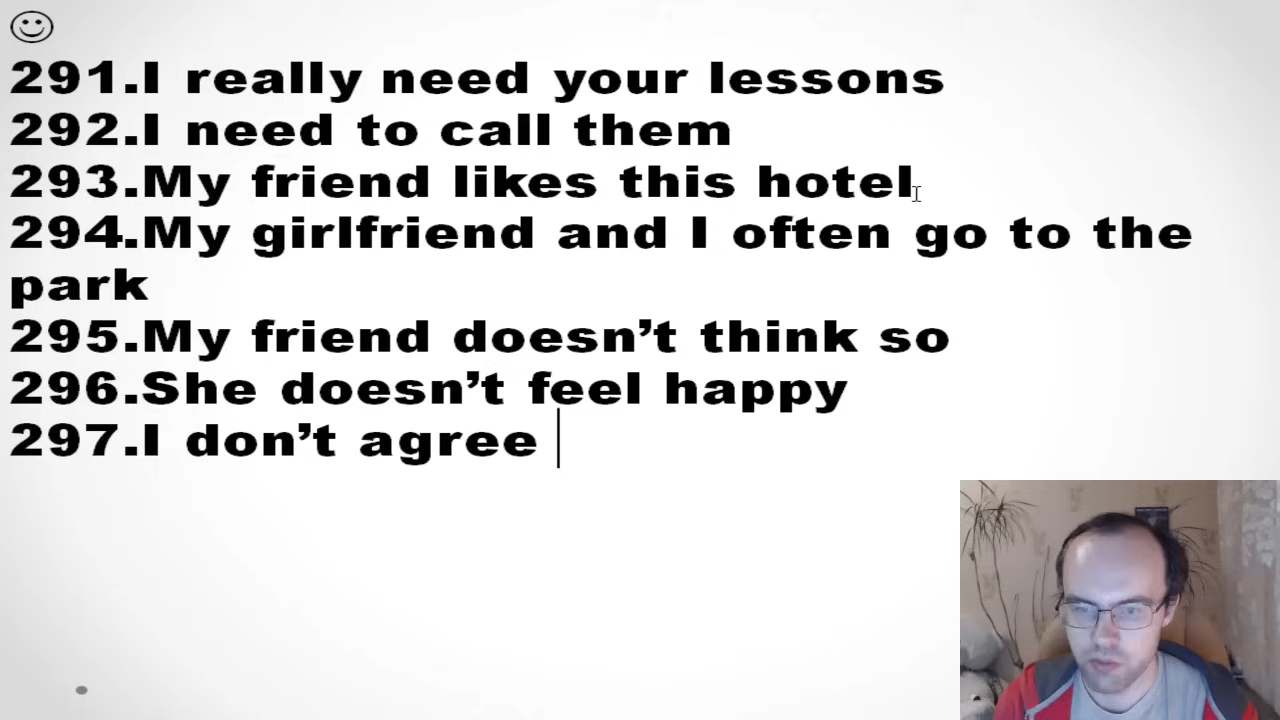 291.I really need your lessons
292.I need to call them
293.My friend likes this hotel
294.My girlfriend and I often go to the
park
295.My friend doesn’t think so
296.She doesn’t feel happy
297.I don’t agree